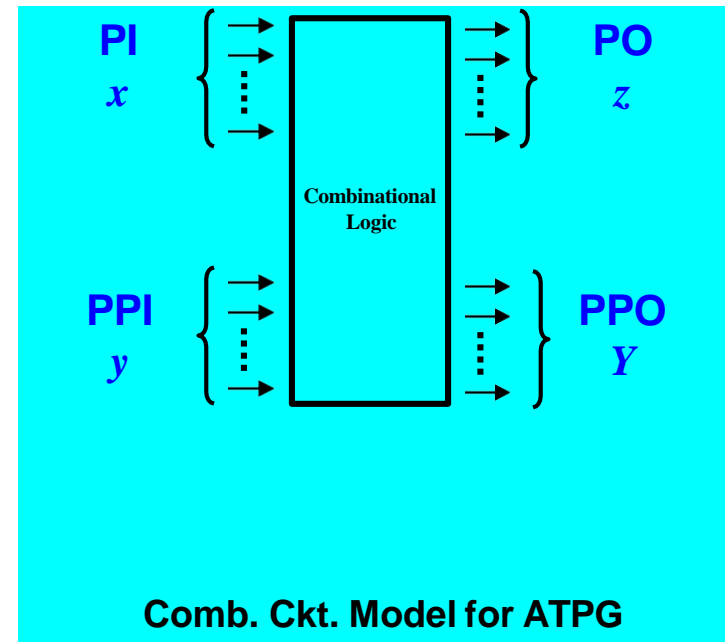 PI
x
PO
z
Combinational
Logic
PPI
y
PPO
Y
Comb. Ckt. Model for ATPG